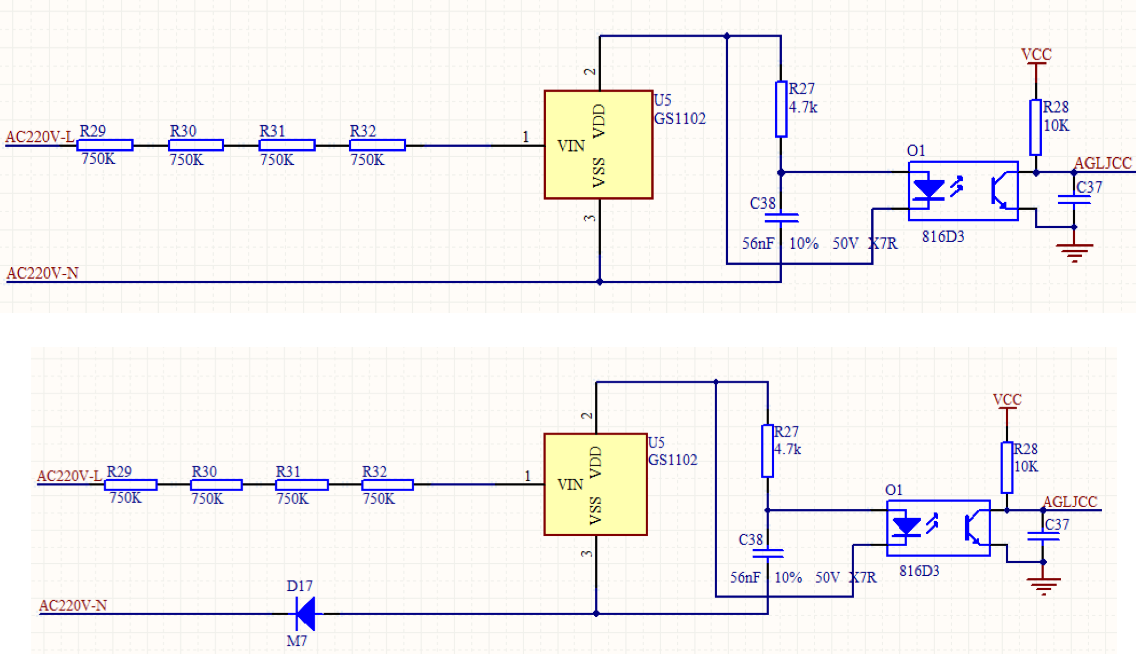 VCC
2
R27
4.7k
U5
GS1102
R28
10K
AC220V-L
R29
R30
R31
R32
1
VIN
VDD
VSS
O1
AGLJCC
750K
750K
750K
750K
C37
C38
3
816D3
56nF 10% 50V X7R
AC220V-N
VCC
2
R27
4.7k
U5
GS1102
R28
10K
AC220V-L
R29
R30
R31
R32
1
VIN
VDD
VSS
O1
AGLJCC
750K
750K
750K
750K
C37
C38
3
816D3
56nF 10% 50V X7R
D17
AC220V-N
M7